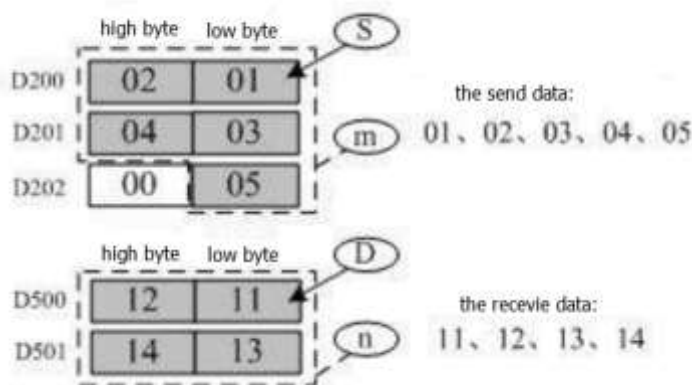 high byte low byte S
D200 02 01
the send data:
D201 04 03 m 01、02、03、04、05
D202 00 05
high byte low byte D
D500 12 11
the recevie data:
D501 14 13 n 11、12、13、14